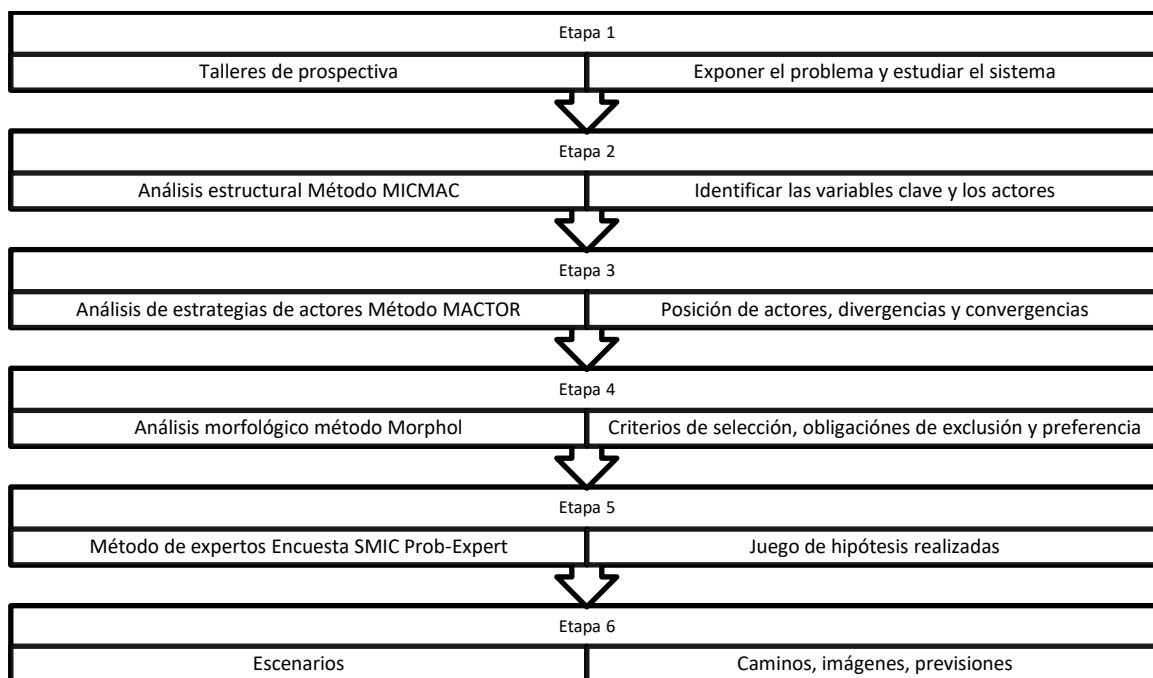 Etapa 1
Talleres de prospectiva
Exponer el problema y estudiar el sistema
Etapa 2
Análisis estructural Método MICMAC
Identificar las variables clave y los actores
Etapa 3
Análisis de estrategias de actores Método MACTOR
Posición de actores, divergencias y convergencias
Etapa 4
Análisis morfológico método Morphol
Criterios de selección, obligaciónes de exclusión y preferencia
Etapa 5
Método de expertos Encuesta SMIC Prob-Expert
Juego de hipótesis realizadas
Etapa 6
Escenarios
Caminos, imágenes, previsiones